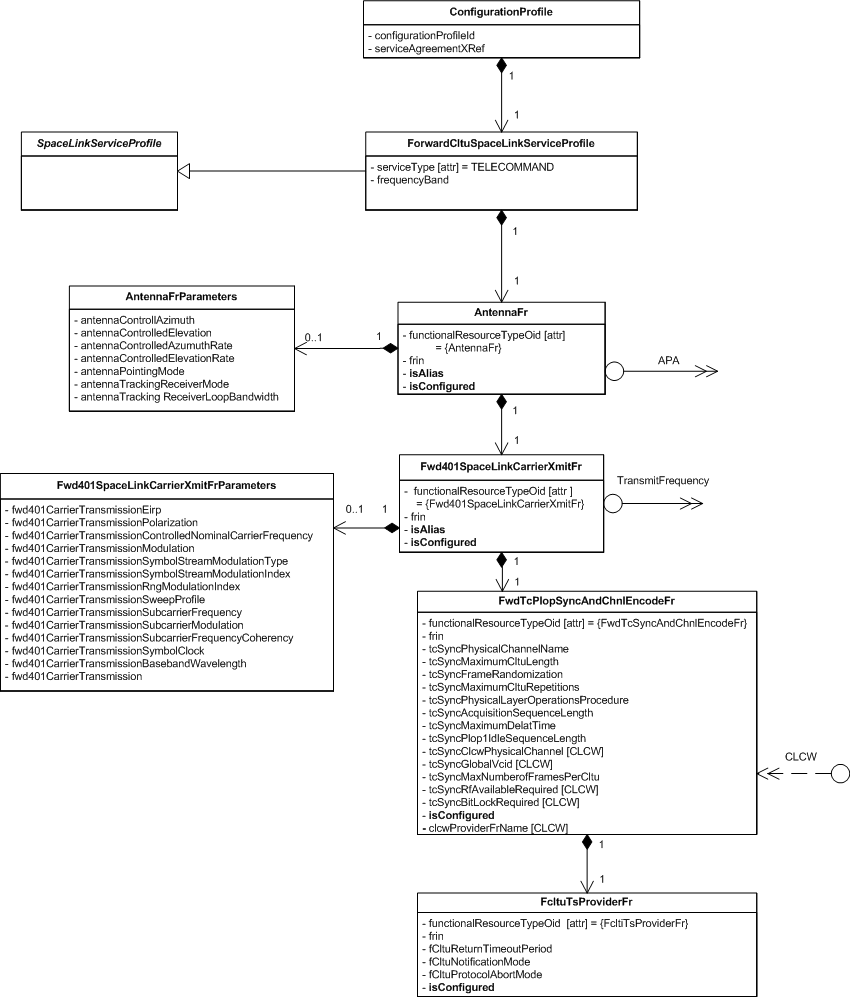 ConfigurationProfile
- configurationProfileId
- serviceAgreementXRef
1
1
SpaceLinkServiceProfile
ForwardCltuSpaceLinkServiceProfile
- serviceType [attr] = TELECOMMAND
- frequencyBand
1
1
AntennaFrParameters
- antennaControllAzimuth
- antennaControlledElevation
- antennaControlledAzumuthRate
- antennaControlledElevationRate
- antennaPointingMode
- antennaTrackingReceiverMode
- antennaTracking ReceiverLoopBandwidth
0..1
1
AntennaFr
- functionalResourceTypeOid [attr]
= {AntennaFr}
- frin
- isAlias
- isConfigured
APA
1
1
Fwd401SpaceLinkCarrierXmitFrParameters
- fwd401CarrierTransmissionEirp
- fwd401CarrierTransmissionPolarization
- fwd401CarrierTransmissionControlledNominalCarrierFrequency
- fwd401CarrierTransmissionModulation
- fwd401CarrierTransmissionSymbolStreamModulationType
- fwd401CarrierTransmissionSymbolStreamModulationIndex
- fwd401CarrierTransmissionRngModulationIndex
- fwd401CarrierTransmissionSweepProfile
- fwd401CarrierTransmissionSubcarrierFrequency
- fwd401CarrierTransmissionSubcarrierModulation
- fwd401CarrierTransmissionSubcarrierFrequencyCoherency
- fwd401CarrierTransmissionSymbolClock
- fwd401CarrierTransmissionBasebandWavelength
- fwd401CarrierTransmission
0..1
1
Fwd401SpaceLinkCarrierXmitFr
- functionalResourceTypeOid [attr ]
= {Fwd401SpaceLinkCarrierXmitFr}
- frin
- isAlias
- isConfigured
TransmitFrequency
1
1
FwdTcPlopSyncAndChnlEncodeFr
- functionalResourceTypeOid [attr] = {FwdTcSyncAndChnlEncodeFr}
- frin
- tcSyncPhysicalChannelName
- tcSyncMaximumCltuLength
- tcSyncFrameRandomization
- tcSyncMaximumCltuRepetitions
- tcSyncPhysicalLayerOperationsProcedure
- tcSyncAcquisitionSequenceLength
- tcSyncMaximumDelatTime
- tcSyncPlop1IdleSequenceLength
- tcSyncClcwPhysicalChannel [CLCW]
- tcSyncGlobalVcid [CLCW]
- tcSyncMaxNumberofFramesPerCltu
- tcSyncRfAvailableRequired [CLCW]
- tcSyncBitLockRequired [CLCW]
- isConfigured
- clcwProviderFrName [CLCW]
CLCW
1
1
FcltuTsProviderFr
- functionalResourceTypeOid [attr] = {FcltiTsProviderFr}
- frin
- fCltuReturnTimeoutPeriod
- fCltuNotificationMode
- fCltuProtocolAbortMode
- isConfigured